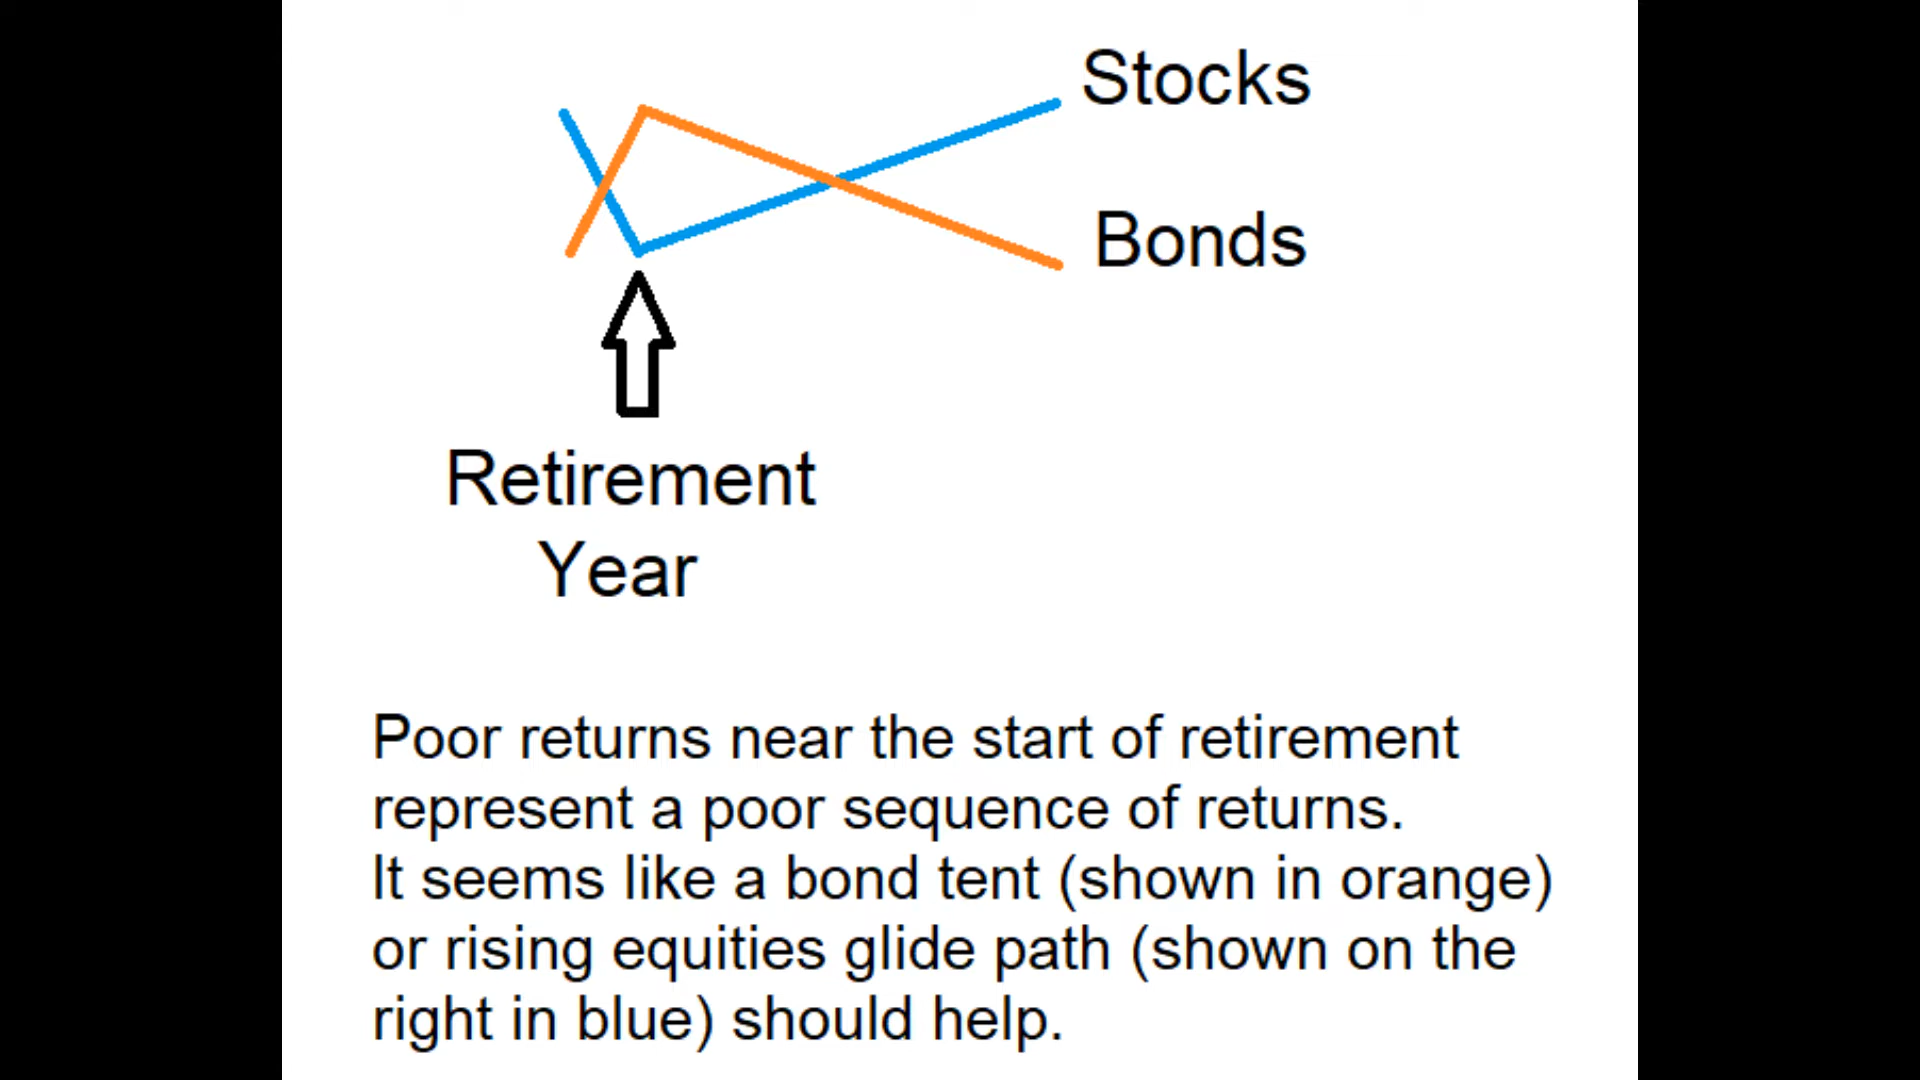 Stocks
Bonds
Retirement
Year
Poor returns near the start of retirement
represent a poor sequence of returns.
It seems like a bond tent (shown in orange)
or rising equities glide path (shown on the
right in blue) should help.